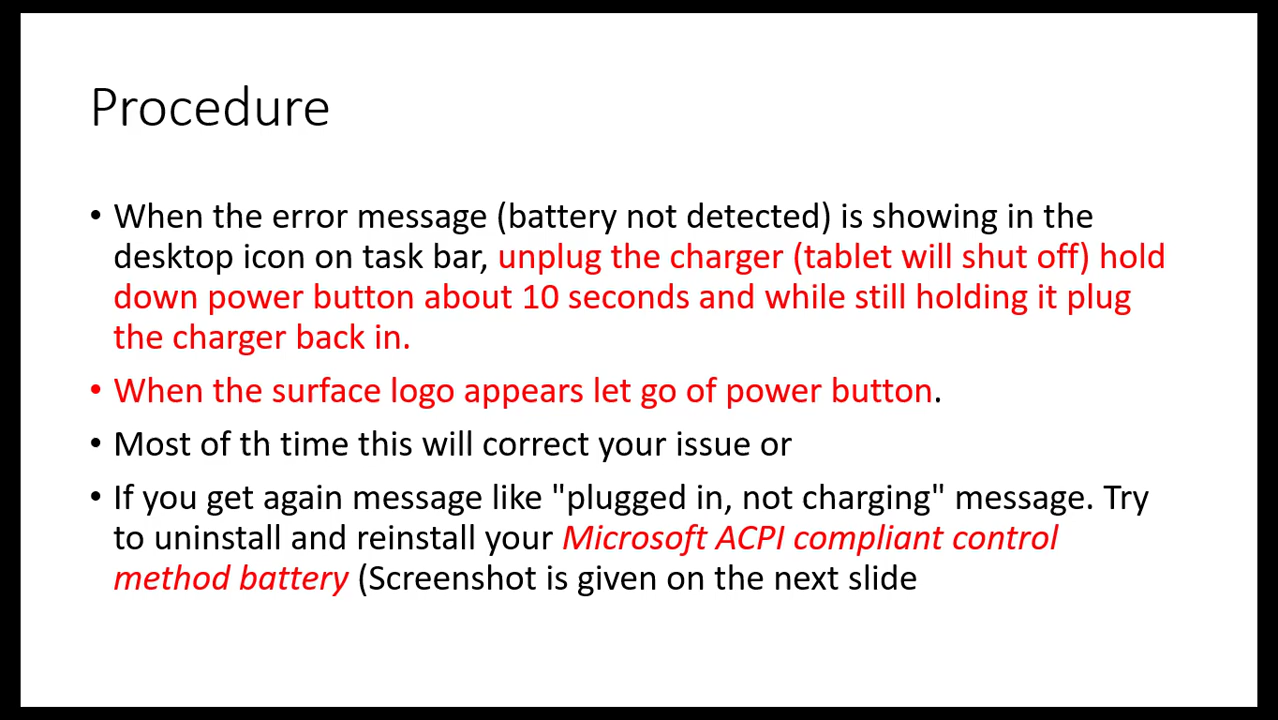 Procedure
• When the error message (battery not detected) is showing in the
desktop icon on task bar, unplug the charger (tablet will shut off) hold
down power button about 10 seconds and while still holding it plug
the charger back in.
• When the surface logo appears let go of power button.
• Most of th time this will correct your issue or
• If you get again message like "plugged in, not charging" message. Try
to uninstall and reinstall your Microsoft ACPI compliant control
method battery (Screenshot is given on the next slide